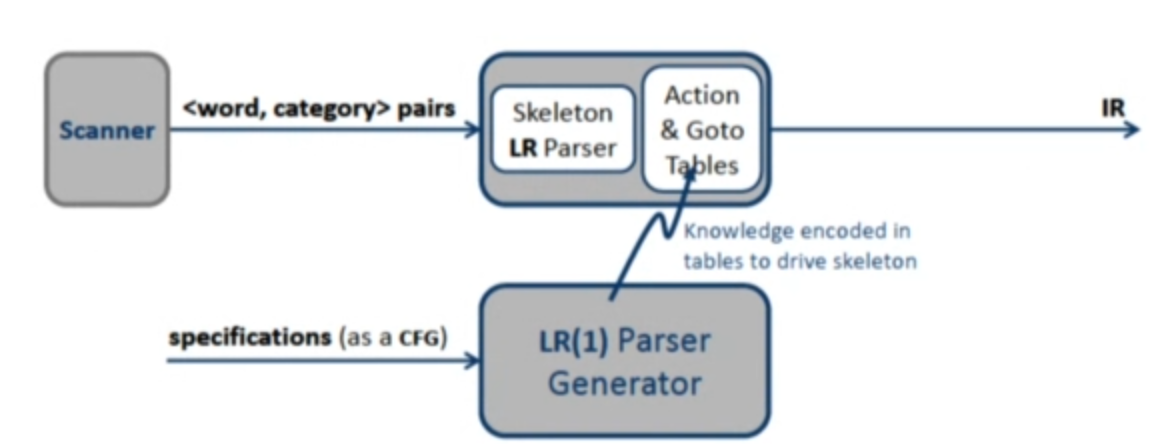 Scanner
<word, category> pairs
Skeleton
LR Parser
Action
& Goto
Tables
IR
Knowledge encoded in
tables to drive skeleton
specifications (as a CFG)
LR(1) Parser
Generator